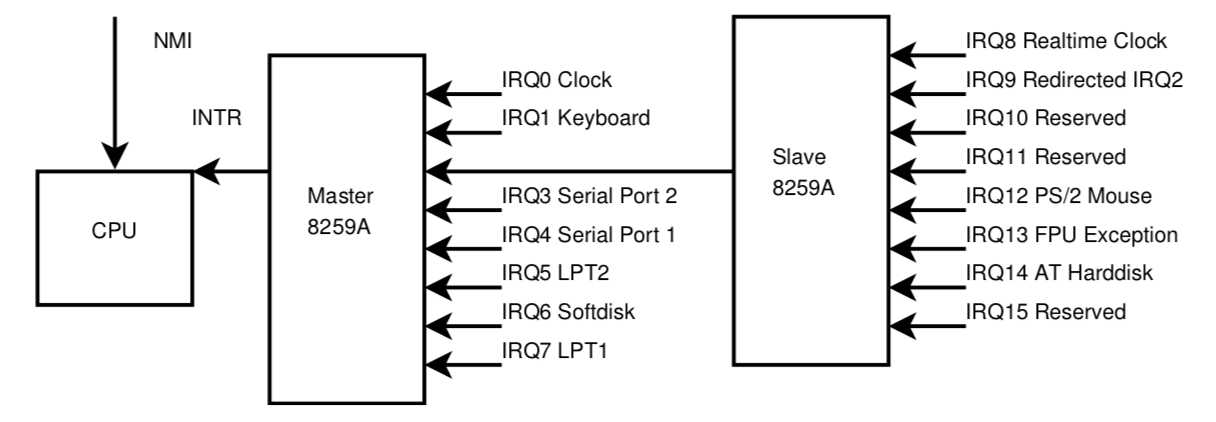 NMI
INTR
CPU
Master
8259A
IRQ0 Clock
IRQ1 Keyboard
IRQ3 Serial Port 2
IRQ4 Serial Port 1
IRQ5 LPT2
IRQ6 Softdisk
IRQ7 LPT1
Slave
8259A
IRQ8 Realtime Clock
IRQ9 Redirected IRQ2
IRQ10 Reserved
IRQ11 Reserved
IRQ12 PS/2 Mouse
IRQ13 FPU Exception
IRQ14 AT Harddisk
IRQ15 Reserved